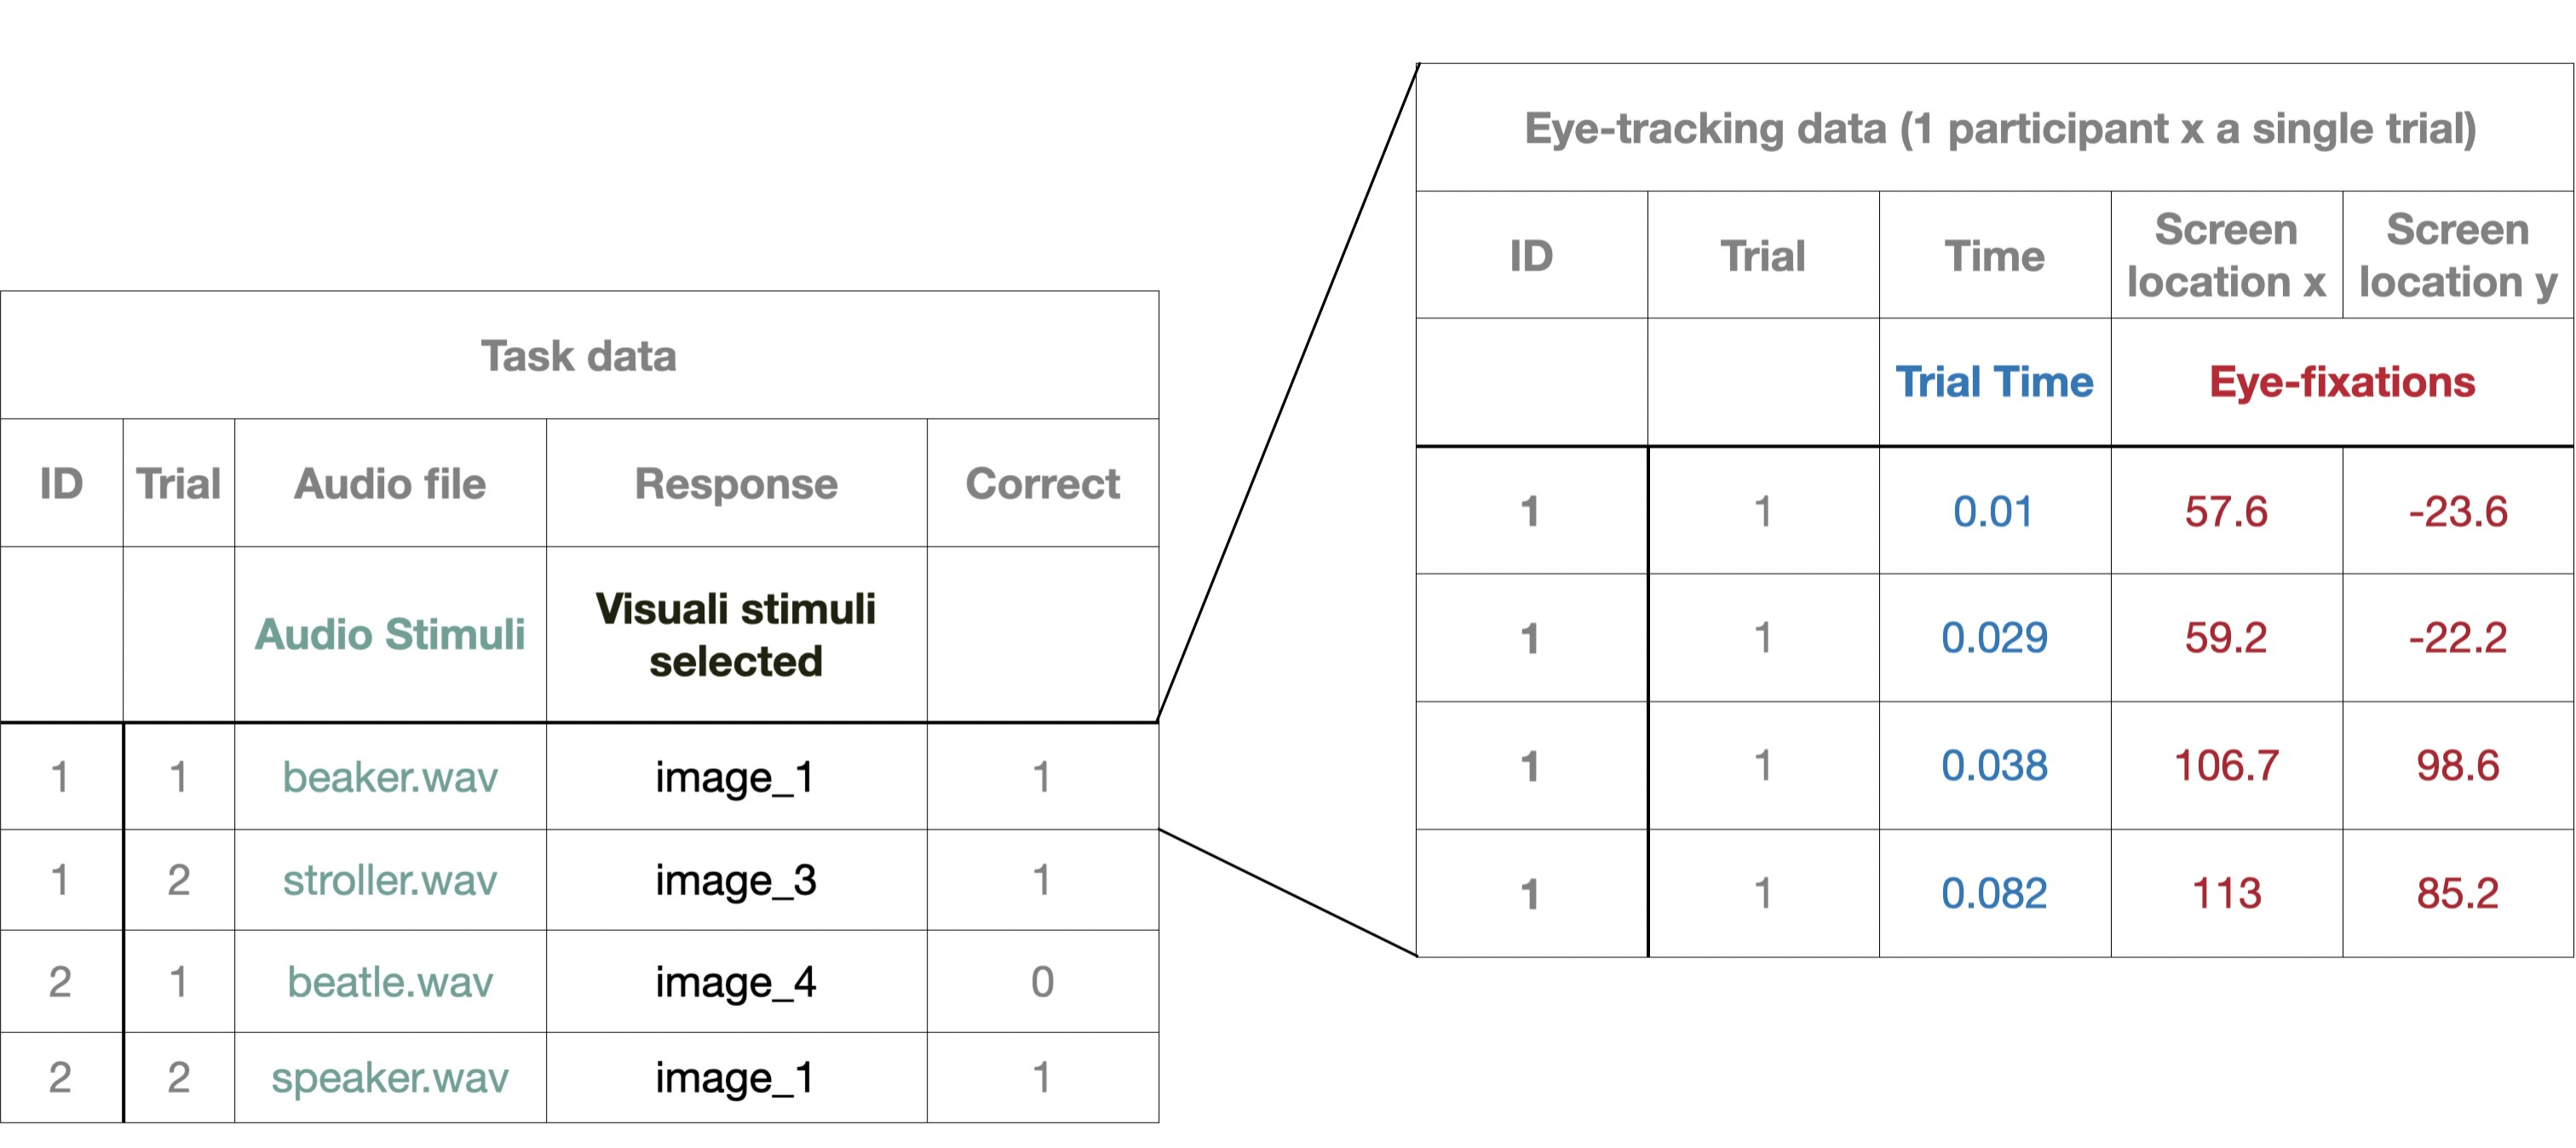 Task data
ID Trial Audio file Response Correct
Audio Stimuli Visuali stimuli
selected
1 1 beaker.wav image_1 1
1 2 stroller.wav image_3 1
2 1 beatle.wav image_4 0
2 2 speaker.wav image_1 1
Eye-tracking data (1 participant x a single trial)
ID Trial Time Screen location x Screen location y
Trial Time Eye-fixations
1 1 0.01 57.6 -23.6
1 1 0.029 59.2 -22.2
1 1 0.038 106.7 98.6
1 1 0.082 113 85.2